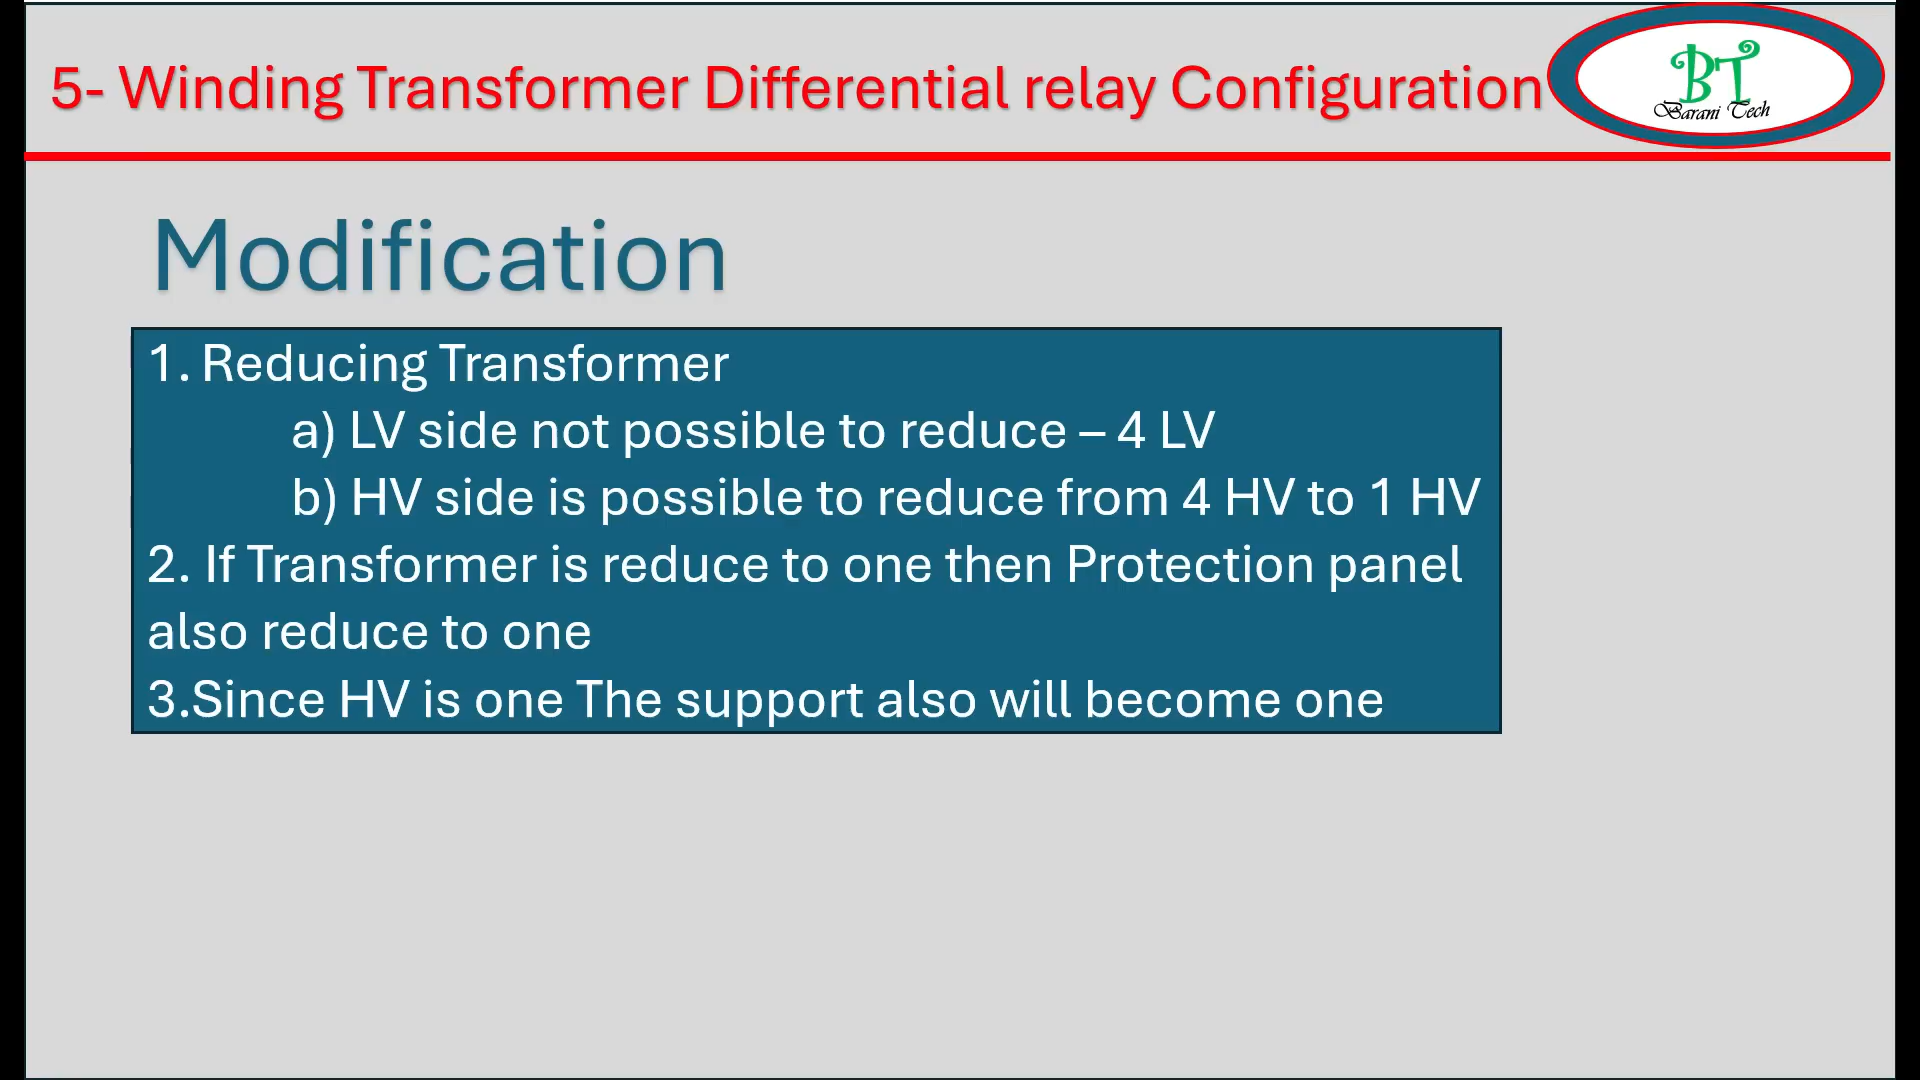 5- Winding Transformer Differential relay Configuration
BT
Barani Tech
Modification
1. Reducing Transformer
a) LV side not possible to reduce – 4 LV
b) HV side is possible to reduce from 4 HV to 1 HV
2. If Transformer is reduce to one then Protection panel
also reduce to one
3.Since HV is one The support also will become one